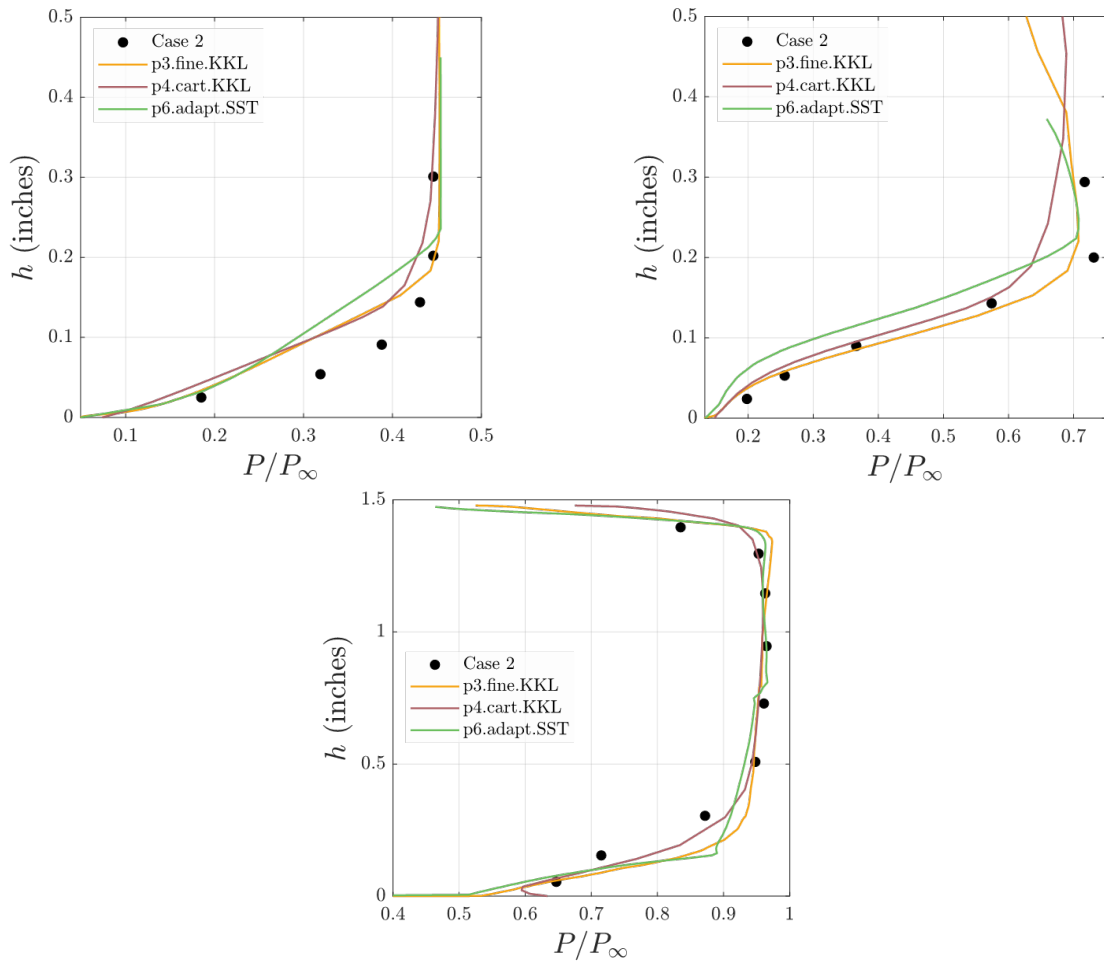 0.5
0.4
0.3
0.2
0.1
0
h (inches)
Case 2
p3.fine.KKL
p4.cart.KKL
p6.adapt.SST
0.1 0.2 0.3 0.4 0.5
P/P∞
0.5
0.4
0.3
0.2
0.1
0
h (inches)
Case 2
p3.fine.KKL
p4.cart.KKL
p6.adapt.SST
0.2 0.3 0.4 0.5 0.6 0.7
P/P∞
1.5
1
0.5
0
h (inches)
Case 2
p3.fine.KKL
p4.cart.KKL
p6.adapt.SST
0.4 0.5 0.6 0.7 0.8 0.9 1
P/P∞